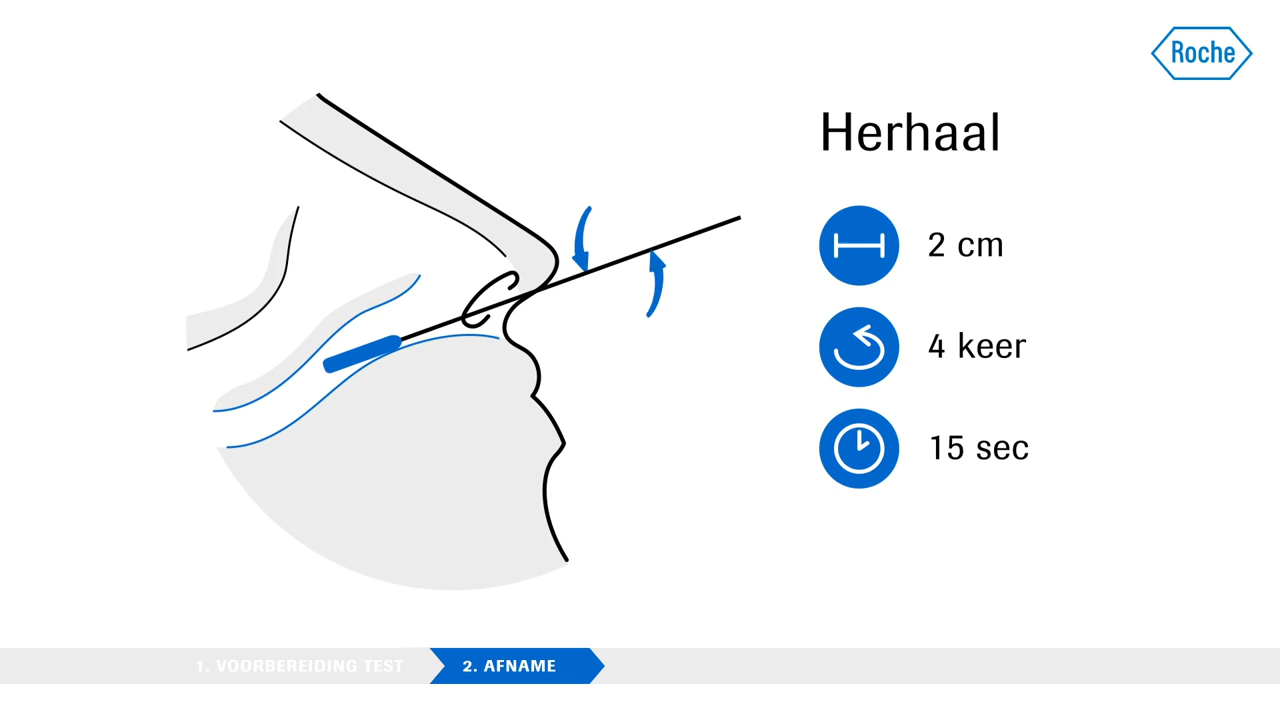 Roche
Herhaal
2 cm
4 keer
15 sec
1. VOORBEREIDING TEST
2. AFNAME